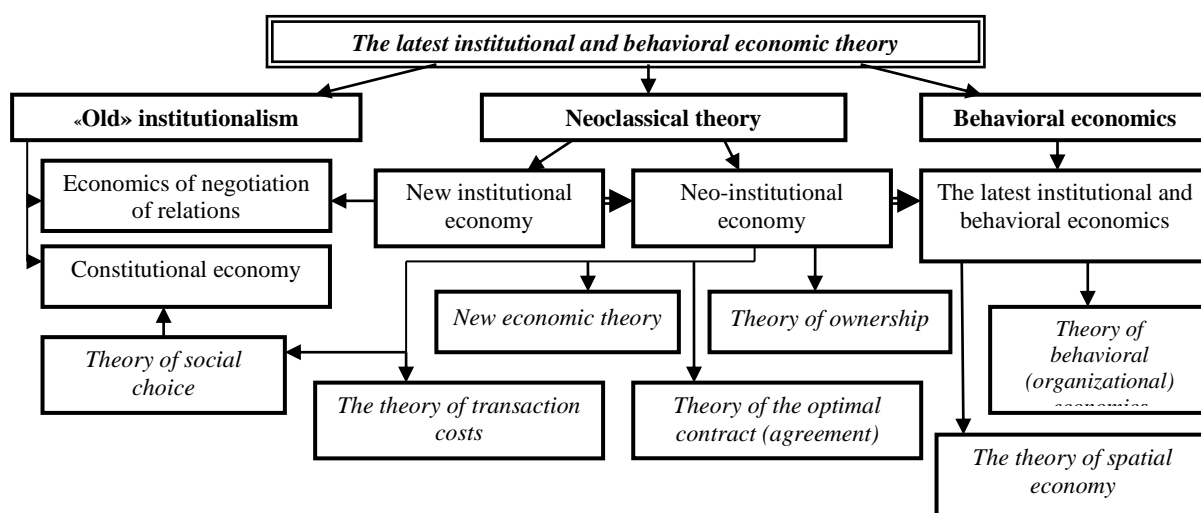 The latest institutional and behavioral economic theory
«Old» institutionalism
Neoclassical theory
Behavioral economics
Economics of negotiation
of relations
New institutional
economy
Neo-institutional
economy
The latest institutional and
behavioral economics
Constitutional economy
New economic theory
Theory of ownership
Theory of
behavioral
(organizational)
economics
Theory of social
choice
The theory of transaction
costs
Theory of the optimal
contract (agreement)
The theory of spatial
economy